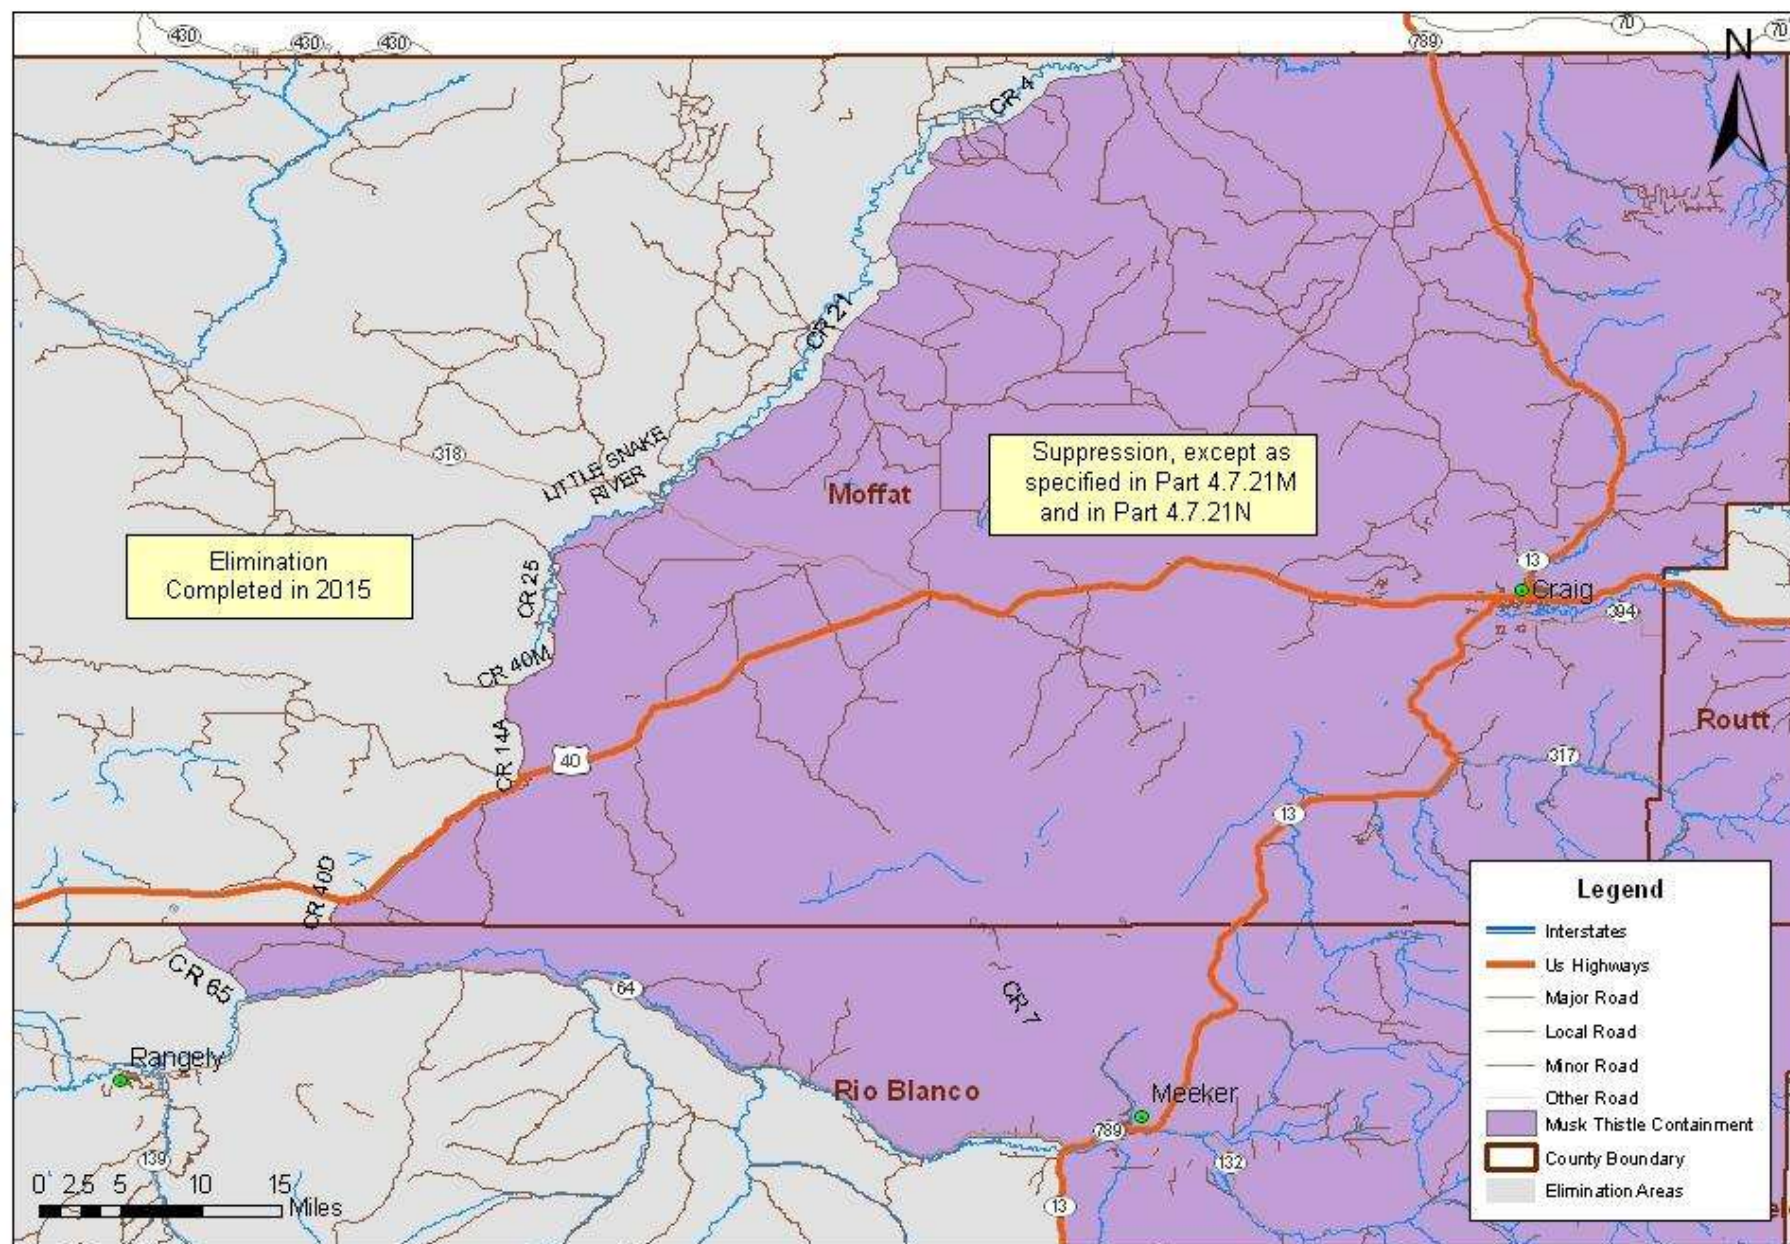 430
430
430
789
70
70
N
CR 4
CR 21
318
LITTLE SNAKE
RIVER
Moffat
Suppression, except as
specified in Part 4.7.21M
and in Part 4.7.21N
Elimination
Completed in 2015
CR 25
13
Craig
394
CR 40M
Routt
CR 14A
40
317
13
CR 40D
CR 65
64
CR 7
Rangely
Rio Blanco
Meeker
789
132
139
13
0 2.5 5 10 15
Miles
Legend
Interstates
Us Highways
Major Road
Local Road
Minor Road
Other Road
Musk Thistle Containment
County Boundary
Elimination Areas